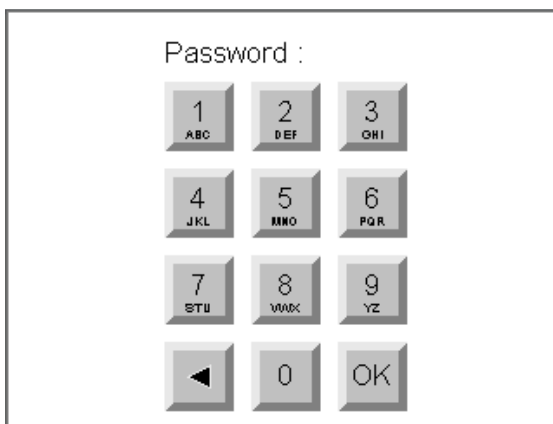 Password :
1 2 3
ABC DEF GHI
4 5 6
JKL MNO PQR
7 8 9
STU VWX YZ
◄ 0 OK